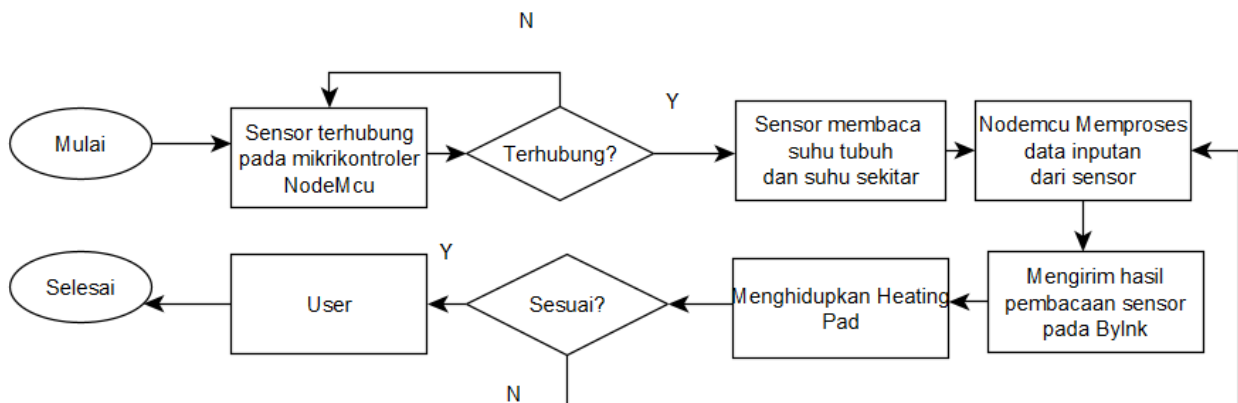 N
Mulai
Sensor terhubung
pada mikrikontroler
NodeMcu
Terhubung?
Y
Sensor membaca
suhu tubuh
dan suhu sekitar
Nodemcu Memproses
data inputan
dari sensor
Selesai
User
Y
Sesuai?
Menghidupkan Heating
Pad
Mengirim hasil
pembacaan sensor
pada Bylnk
N